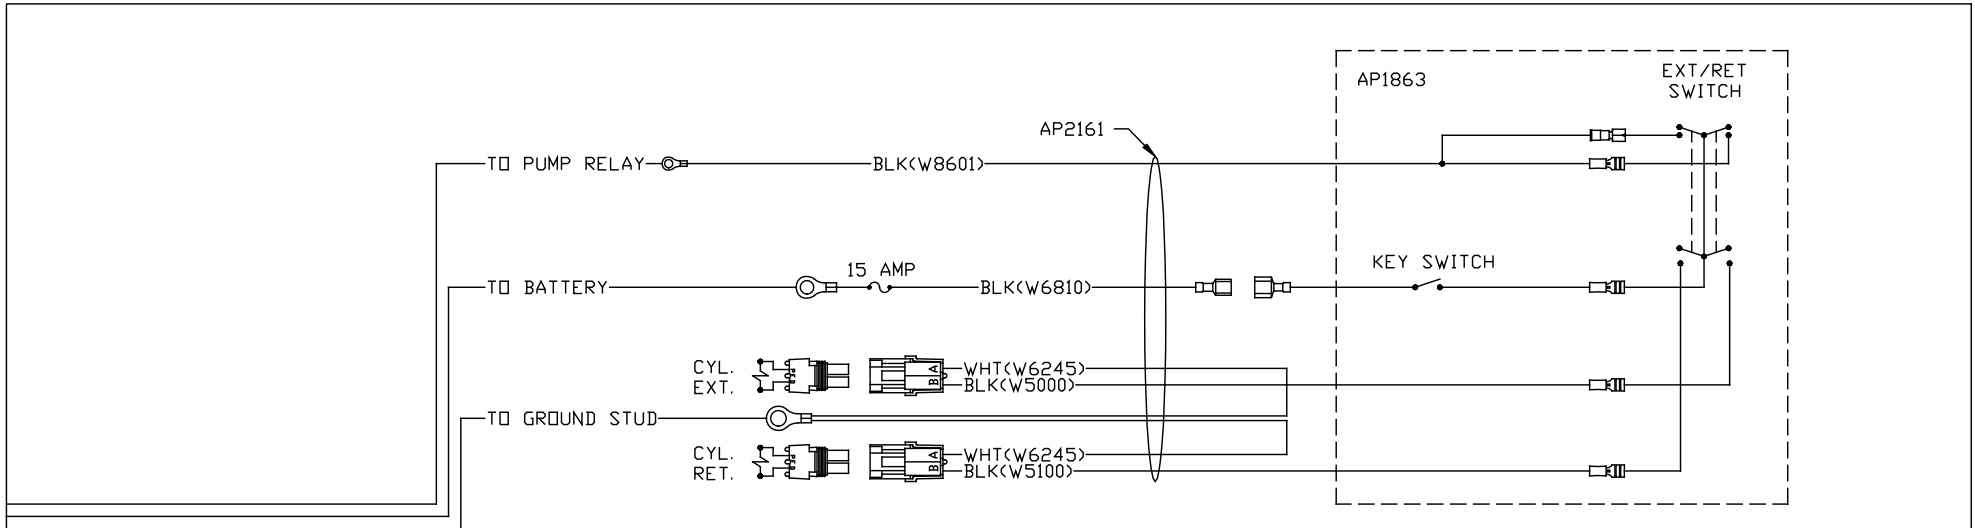 AP1863
EXT/RET
SWITCH
AP2161
TO PUMP RELAY
BLK(W8601)
KEY SWITCH
15 AMP
TO BATTERY
BLK(W6810)
CYL.
EXT.
A
B
WHT(W6245)
BLK(W5000)
TO GROUND STUD
CYL.
RET.
A
B
WHT(W6245)
BLK(W5100)